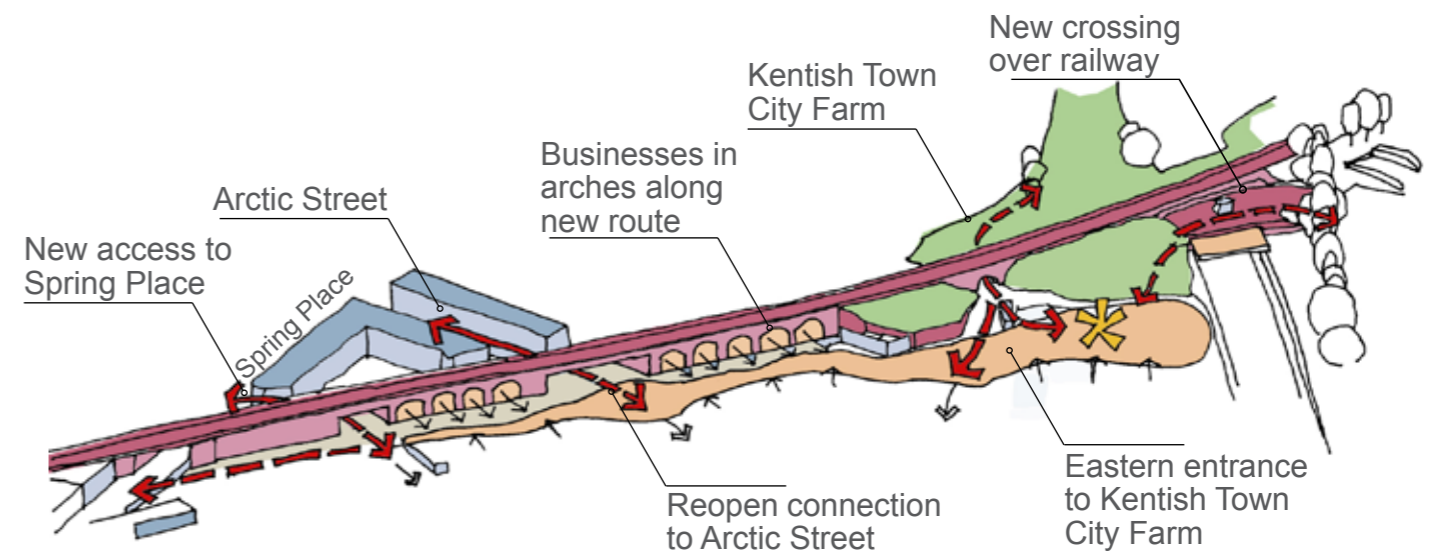 New crossing
over railway
Kentish Town
City Farm
Businesses in
arches along
new route
Arctic Street
New access to
Spring Place
Spring Place
Reopen connection
to Arctic Street
Eastern entrance
to Kentish Town
City Farm